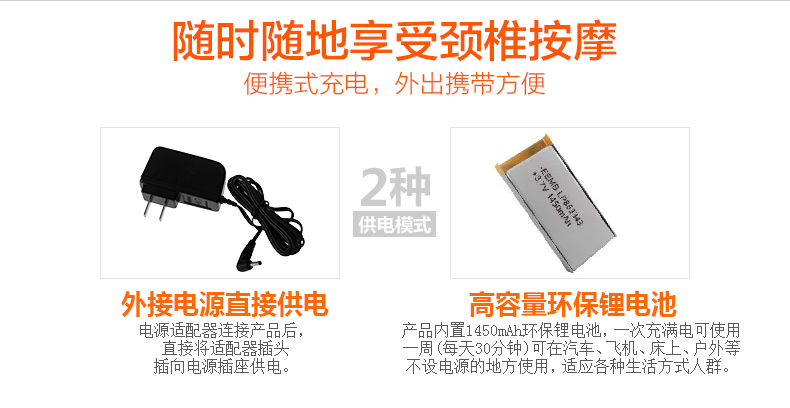 随时随地享受颈椎按摩
便携式充电，外出携带方便
2种
供电模式
-EEMB LP863448
+3.7V 1450mAh
外接电源直接供电
电源适配器连接产品后，
直接将适配器插头
插向电源插座供电。
高容量环保锂电池
产品内置1450mAh环保锂电池，一次充满电可使用
一周(每天30分钟)可在汽车、飞机、床上、户外等
不设电源的地方使用，适应各种生活方式人群。